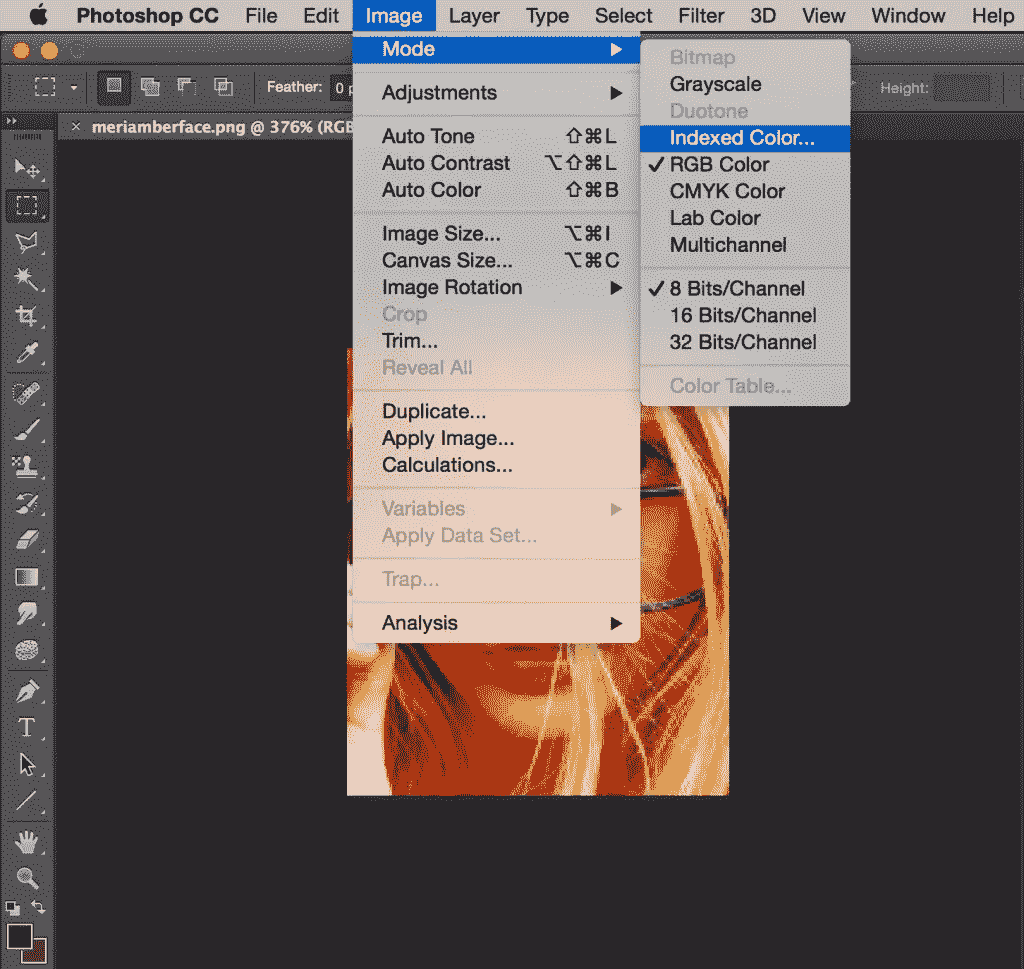 Photoshop CC File Edit Image Layer Type Select Filter 3D View Window Help
Feather: 0 p
Height:
× meriamberface.png @ 376% (RGB
Mode
Adjustments
Auto Tone ⇧⌘L
Auto Contrast ⌥⇧⌘L
Auto Color ⇧⌘B
Image Size... ⌥⌘I
Canvas Size... ⌥⌘C
Image Rotation
Crop
Trim...
Reveal All
Duplicate...
Apply Image...
Calculations...
Variables
Apply Data Set...
Trap...
Analysis
Bitmap
Grayscale
Duotone
Indexed Color...
✓ RGB Color
CMYK Color
Lab Color
Multichannel
✓ 8 Bits/Channel
16 Bits/Channel
32 Bits/Channel
Color Table...